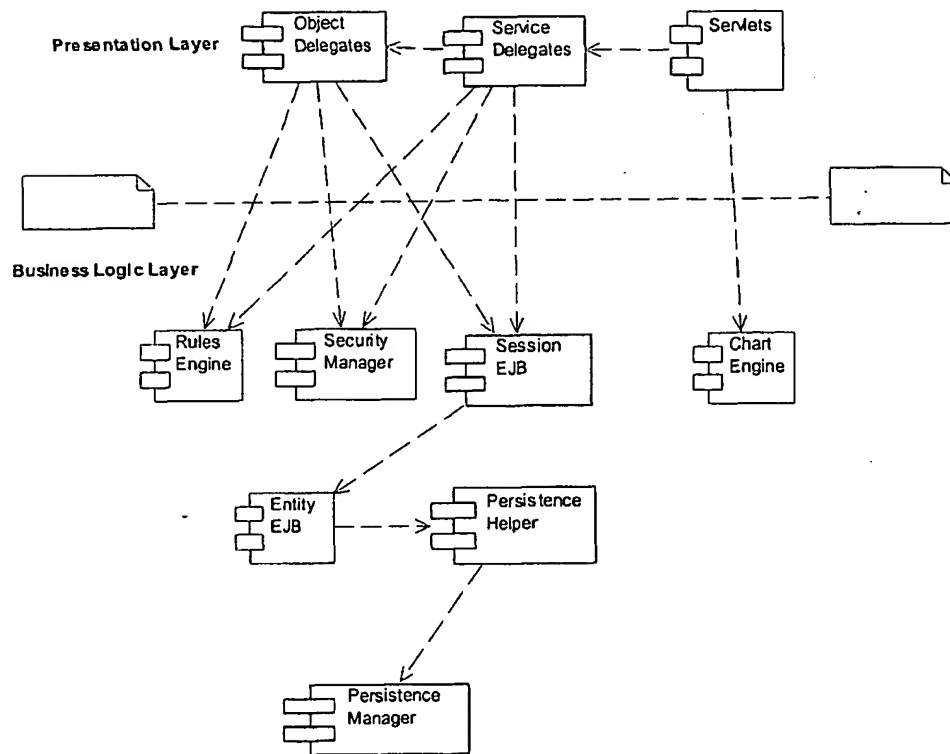 Presentation Layer
Object
Delegates
Service
Delegates
Servlets
Business Logic Layer
Rules
Engine
Security
Manager
Session
EJB
Chart
Engine
Entity
EJB
Persistence
Helper
Persistence
Manager